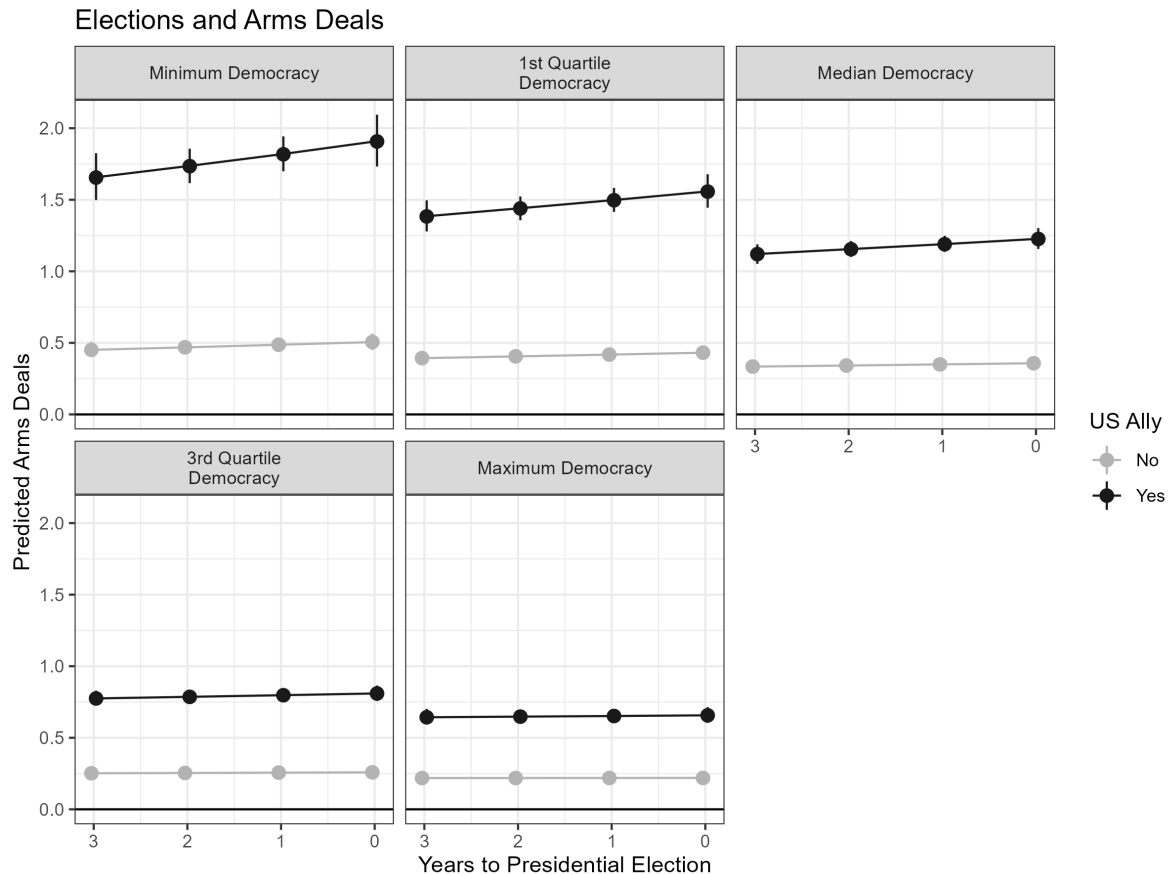 Elections and Arms Deals
Minimum Democracy
1st Quartile
Democracy
Median Democracy
2.0
1.5
1.0
0.5
0.0
3 2 1 0
3rd Quartile
Democracy
Maximum Democracy
2.0
1.5
1.0
0.5
0.0
3 2 1 0
3 2 1 0
Predicted Arms Deals
Years to Presidential Election
US Ally
No
Yes